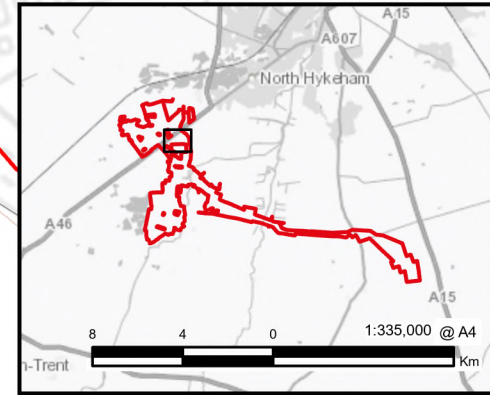 A15
A607
North Hykeham
A46
A15
8 4 0 1:335,000 @ A4
Km
n-Trent